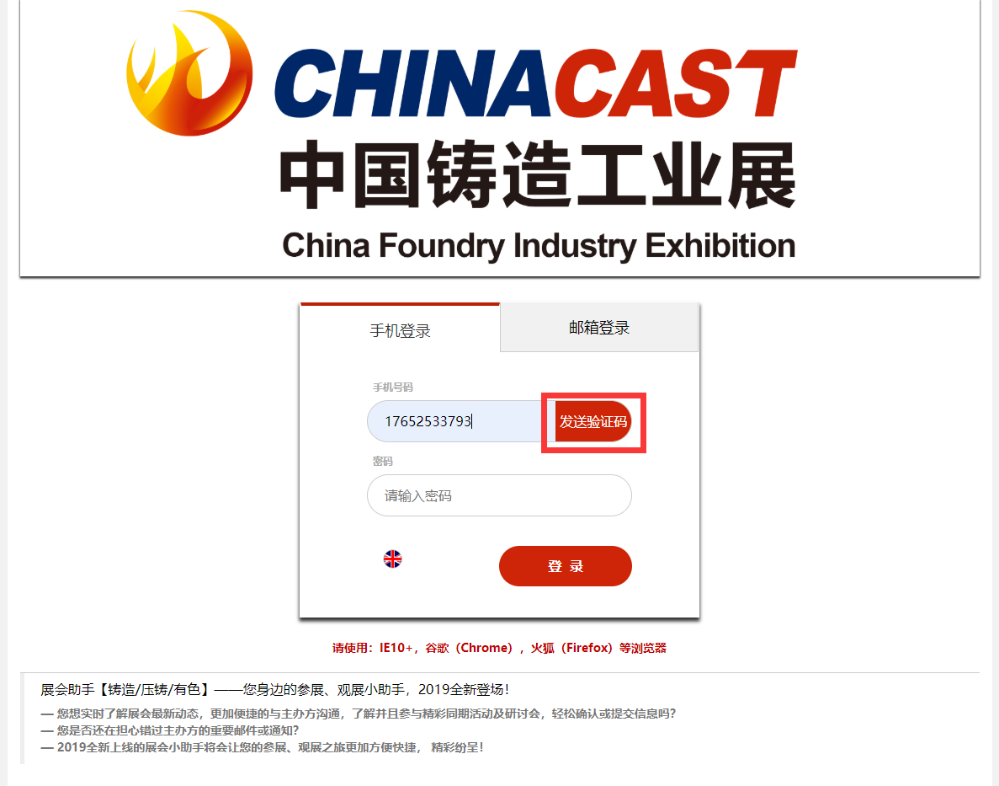 CHINACAST
中国铸造工业展
China Foundry Industry Exhibition
手机登录
邮箱登录
手机号码
17652533793
发送验证码
密码
请输入密码
登 录
请使用：IE10+，谷歌（Chrome），火狐（Firefox）等浏览器
展会助手【铸造/压铸/有色】——您身边的参展、观展小助手，2019全新登场！
— 您想实时了解展会最新动态，更加便捷的与主办方沟通，了解并且参与精彩同期活动及研讨会，轻松确认或提交信息吗？
— 您是否还在担心错过主办方的重要邮件或通知？
— 2019全新上线的展会小助手将会让您的参展、观展之旅更加方便快捷， 精彩纷呈！